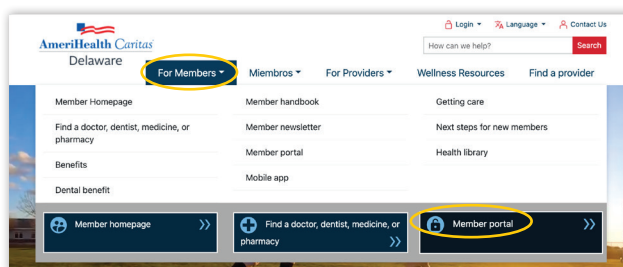 Login
Language
Contact Us
AmeriHealth Caritas
Delaware
How can we help?
Search
For Members
Miembros
For Providers
Wellness Resources
Find a provider
Member Homepage
Member handbook
Getting care
Find a doctor, dentist, medicine, or
pharmacy
Member newsletter
Next steps for new members
Member portal
Health library
Benefits
Mobile app
Dental benefit
Member homepage
Find a doctor, dentist, medicine, or
pharmacy
Member portal